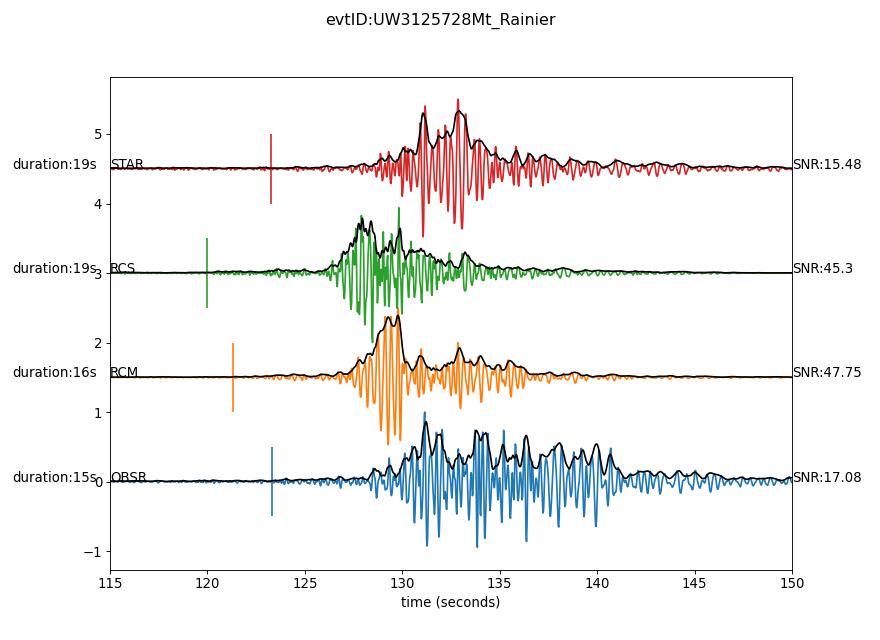 evtID:UW3125728Mt_Rainier
5
duration:19s STAR SNR:15.48
4
duration:19s 3 RCS SNR:45.3
2
duration:16s RCM SNR:47.75
1
duration:15s 0 OBSR SNR:17.08
−1
115 120 125 130 135 140 145 150
time (seconds)